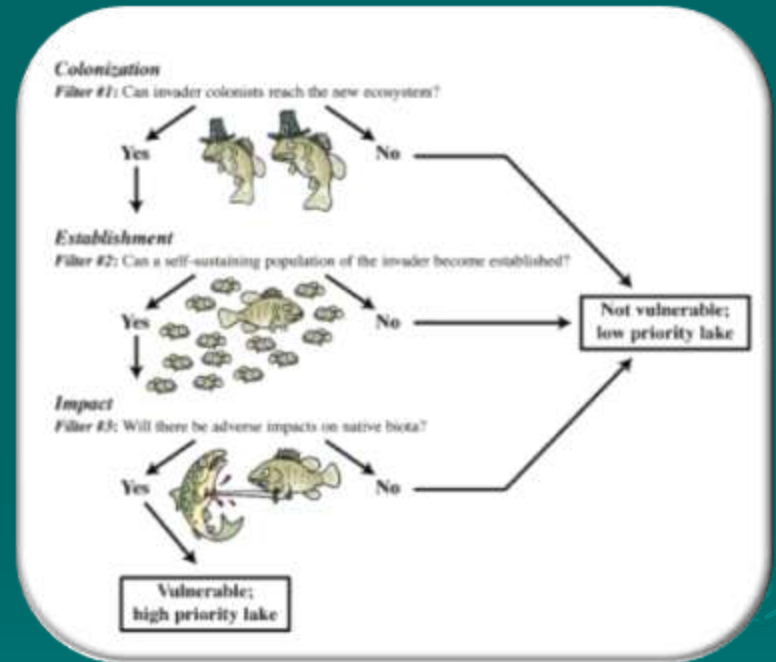 Colonization
Filter #1: Can invader colonists reach the new ecosystem?
Yes No
Establishment
Filter #2: Can a self-sustaining population of the invader become established?
Yes No
Not vulnerable;
low priority lake
Impact
Filter #3: Will there be adverse impacts on native biota?
Yes No
Vulnerable;
high priority lake